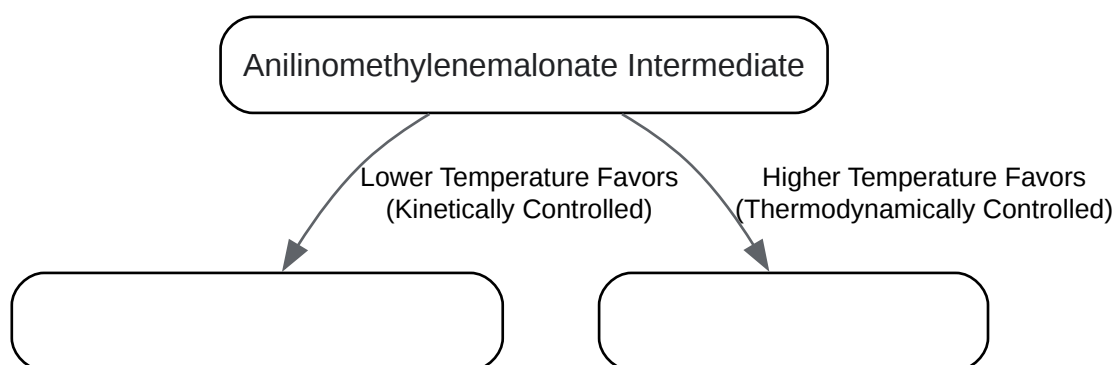 Anilinomethylenemalonate Intermediate
Lower Temperature Favors
(Kinetically Controlled)
Higher Temperature Favors
(Thermodynamically Controlled)